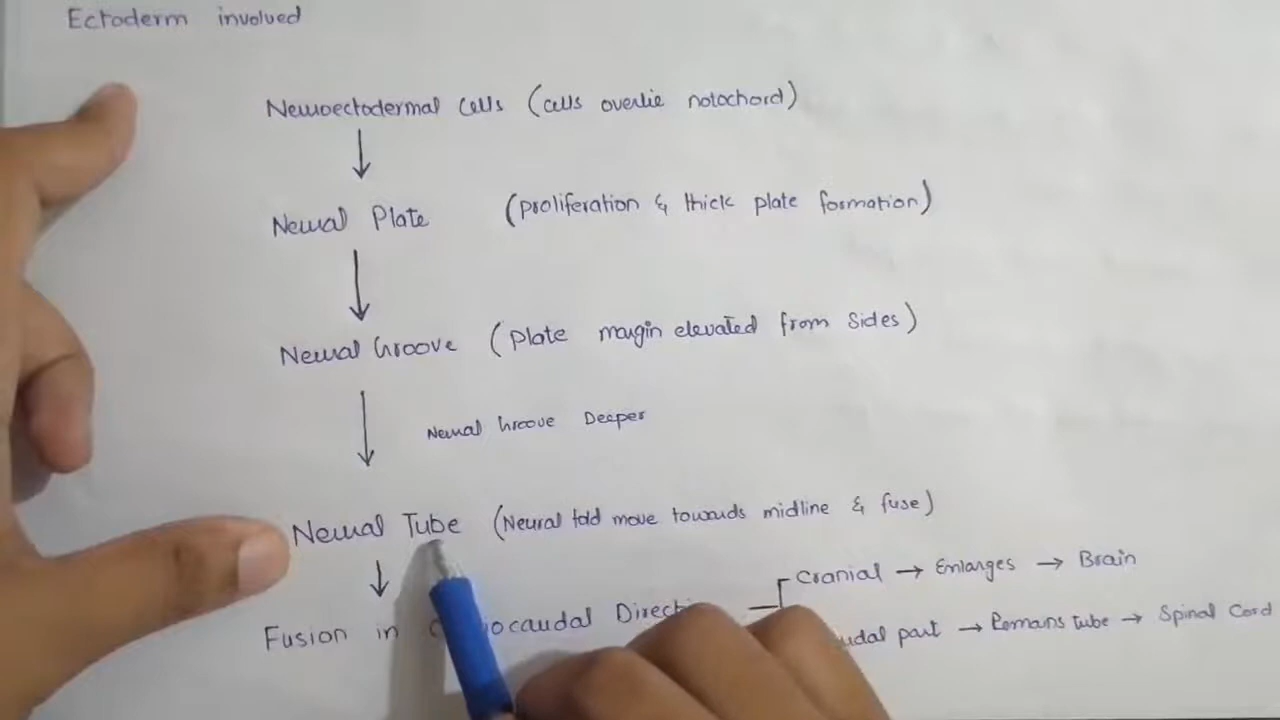 Ectoderm involved
Neuroectodermal cells (cells overlie notochord)
Neural Plate (proliferation & thick plate formation)
Neural Groove (Plate margin elevated from Sides)
Neural Groove Deeper
Neural Tube (Neural fold move towards midline & fuse)
Cranial → Enlarges → Brain
Fusion in ocaudal Directi
udal part → Remans tube → Spinal Cord